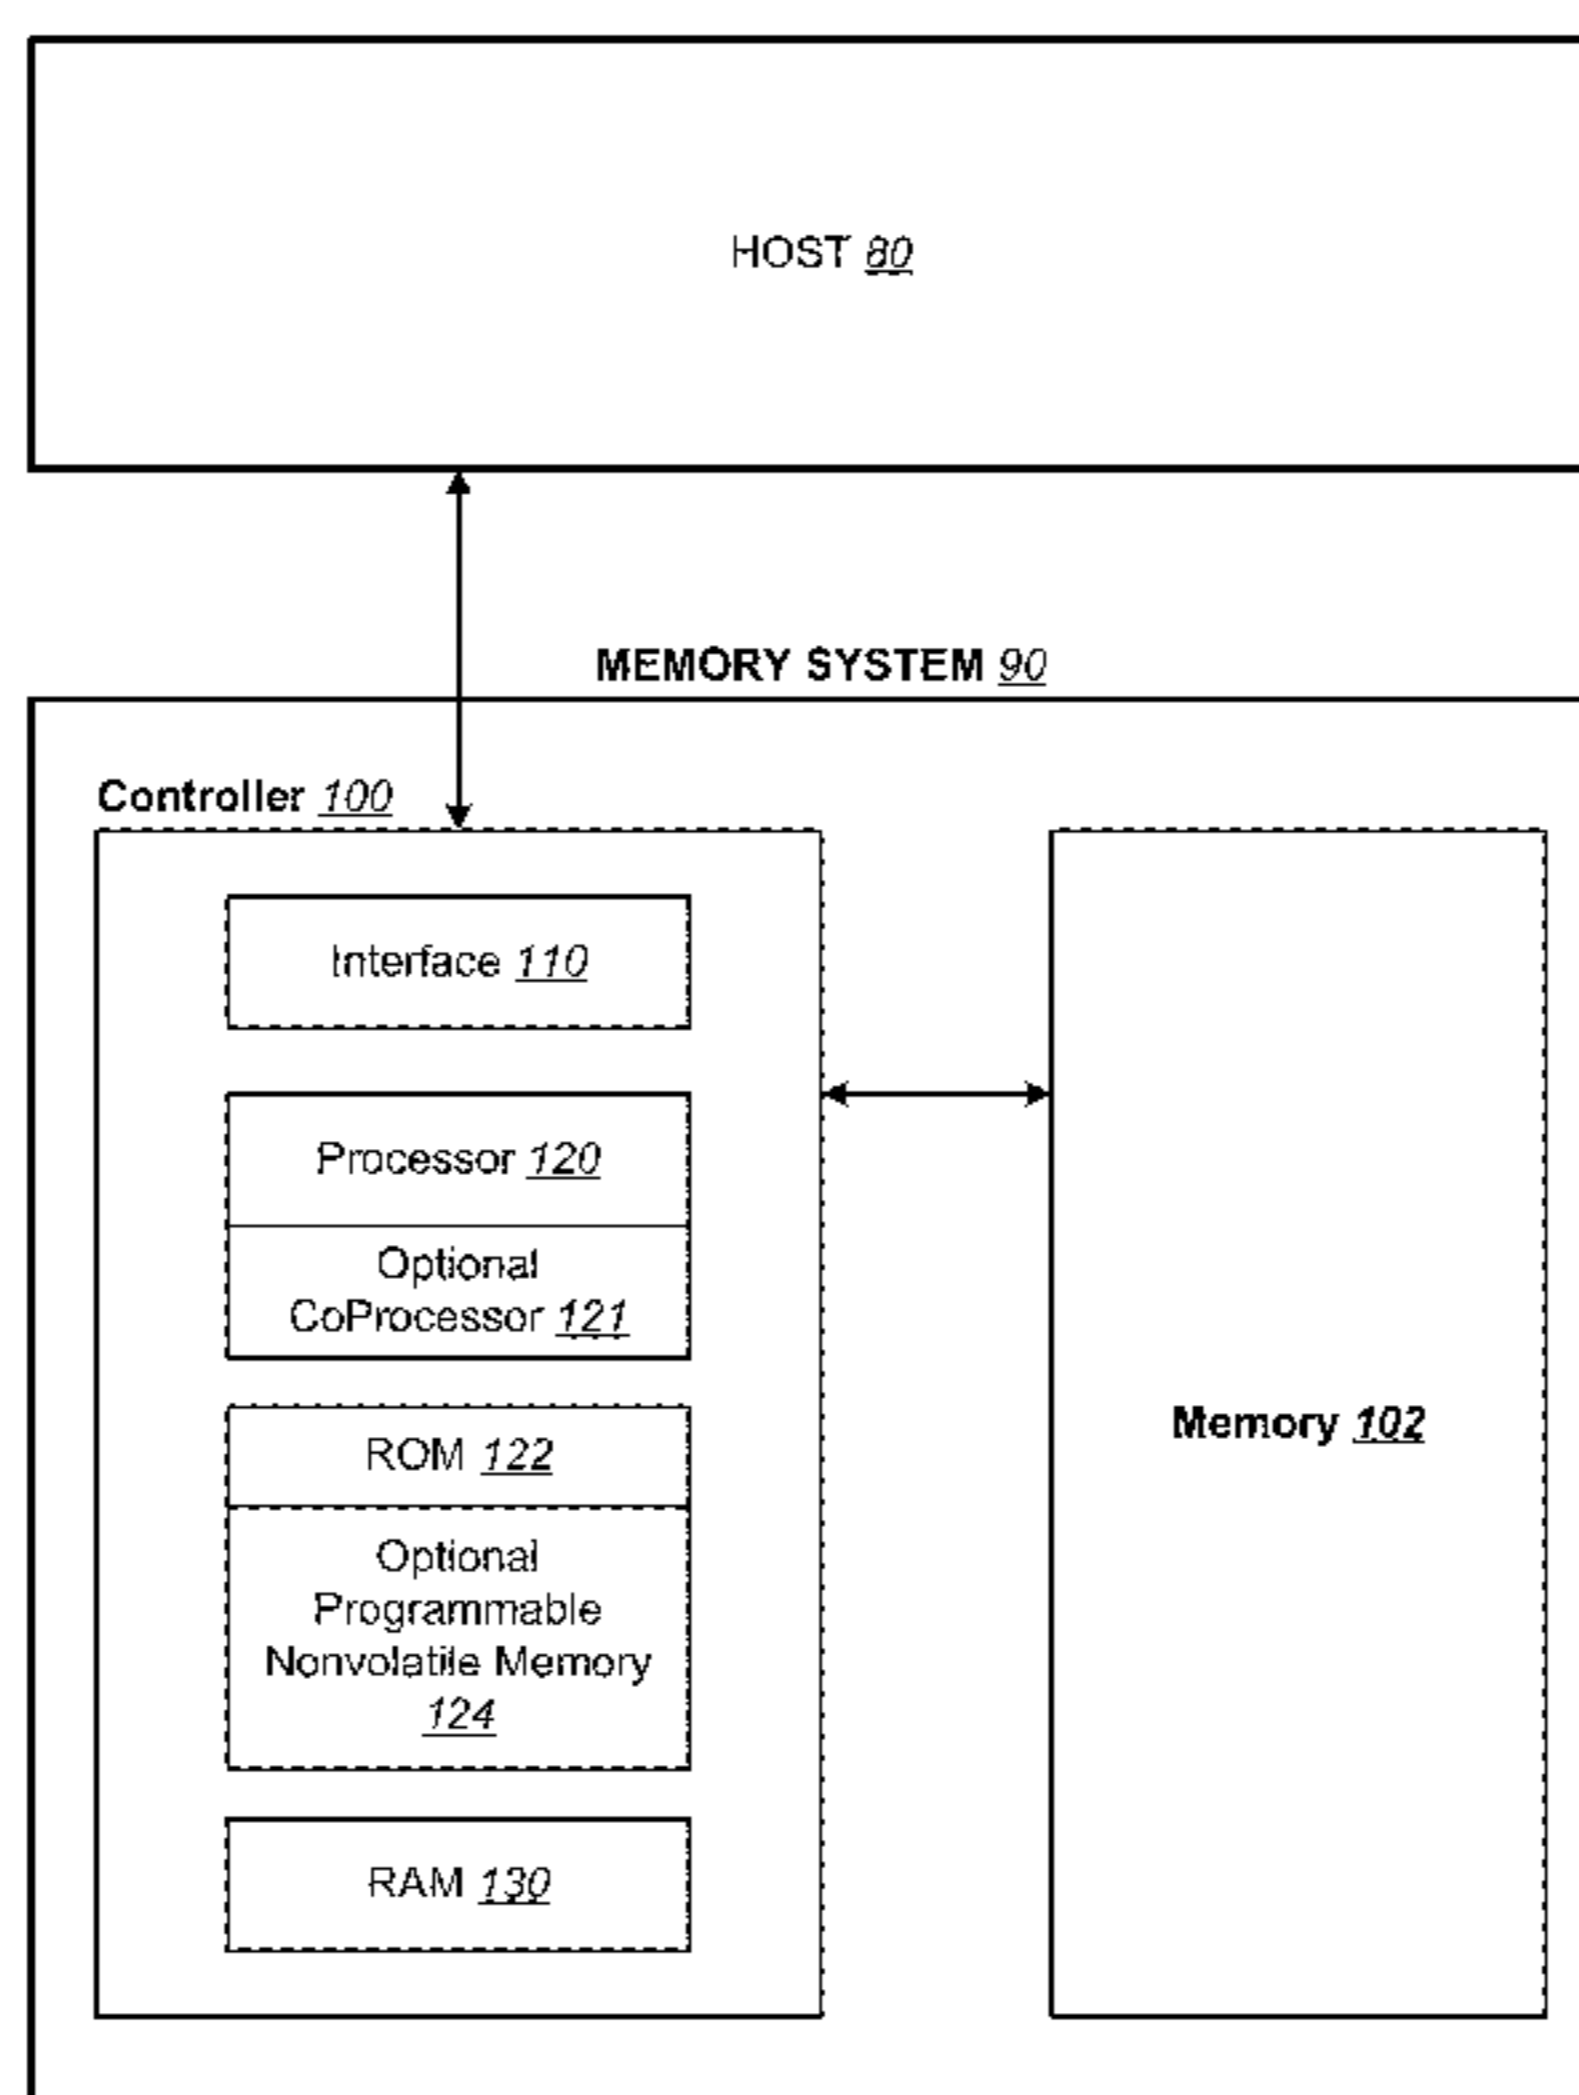 HOST 80
MEMORY SYSTEM 90
Controller 100
Interface 110
Processor 120
Optional
CoProcessor 121
ROM 122
Optional
Programmable
Nonvolatile Memory
124
RAM 130
Memory 102